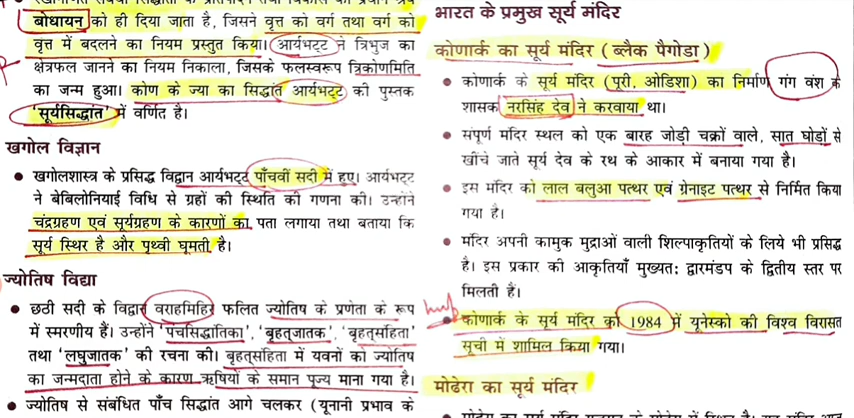 बोधायन को ही दिया जाता है, जिसने वृत्त को वर्ग तथा वर्ग को
वृत्त में बदलने का नियम प्रस्तुत किया। आर्यभट्ट ने त्रिभुज का
क्षेत्रफल जानने का नियम निकाला, जिसके फलस्वरूप त्रिकोणमिति
का जन्म हुआ। कोण के ज्या का सिद्धांत आर्यभट्ट की पुस्तक
'सूर्यसिद्धांत' में वर्णित है।
खगोल विज्ञान
● खगोलशास्त्र के प्रसिद्ध विद्वान आर्यभट्ट पाँचवीं सदी में हुए। आर्यभट्ट
ने बेबिलोनियाई विधि से ग्रहों की स्थिति की गणना की। उन्होंने
चंद्रग्रहण एवं सूर्यग्रहण के कारणों का पता लगाया तथा बताया कि
सूर्य स्थिर है और पृथ्वी घूमती है।
ज्योतिष विद्या
● छठी सदी के विद्वान वराहमिहिर फलित ज्योतिष के प्रणेता के रूप
में स्मरणीय हैं। उन्होंने 'पंचसिद्धांतिका', 'बृहत्जातक', 'बृहत्संहिता'
तथा 'लघुजातक' की रचना की। बृहत्संहिता में यवनों को ज्योतिष
का जन्मदाता होने के कारण ऋषियों के समान पूज्य माना गया है।
● ज्योतिष से संबंधित पाँच सिद्धांत आगे चलकर (यूनानी प्रभाव के
भारत के प्रमुख सूर्य मंदिर
कोणार्क का सूर्य मंदिर (ब्लैक पैगोडा)
● कोणार्क के सूर्य मंदिर (पूरी, ओडिशा) का निर्माण गंग वंश के
शासक नरसिंह देव ने करवाया था।
● संपूर्ण मंदिर स्थल को एक बारह जोड़ी चक्रों वाले, सात घोड़ों से
खींचे जाते सूर्य देव के रथ के आकार में बनाया गया है।
● इस मंदिर को लाल बलुआ पत्थर एवं ग्रेनाइट पत्थर से निर्मित किया
गया है।
● मंदिर अपनी कामुक मुद्राओं वाली शिल्पाकृतियों के लिये भी प्रसिद्ध
है। इस प्रकार की आकृतियाँ मुख्यत: द्वारमंडप के द्वितीय स्तर पर
मिलती हैं।
● कोणार्क के सूर्य मंदिर को 1984 में यूनेस्को की विश्व विरासत
सूची में शामिल किया गया।
मोढेरा का सूर्य मंदिर